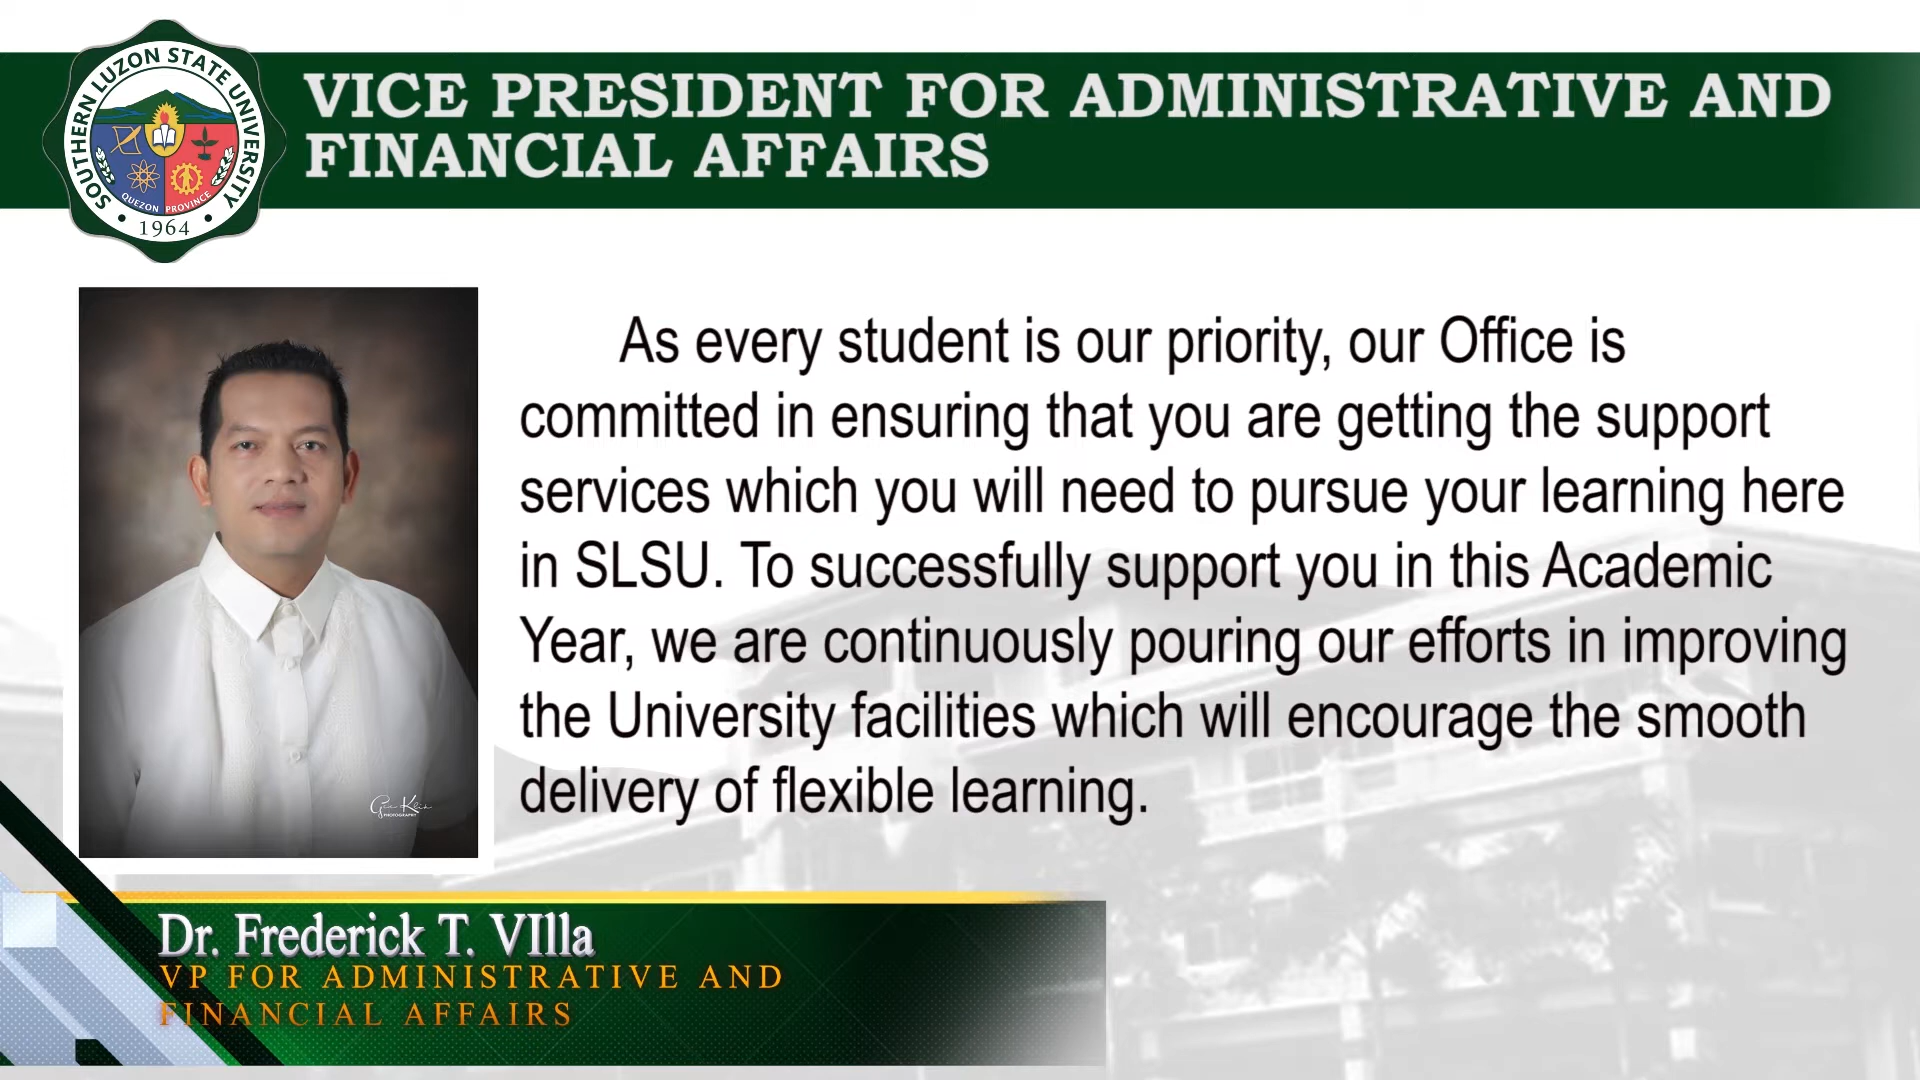 SOUTHERN LUZON STATE UNIVERSITY
QUEZON PROVINCE
• 1964 •
VICE PRESIDENT FOR ADMINISTRATIVE AND
FINANCIAL AFFAIRS
As every student is our priority, our Office is
committed in ensuring that you are getting the support
services which you will need to pursue your learning here
in SLSU. To successfully support you in this Academic
Year, we are continuously pouring our efforts in improving
the University facilities which will encourage the smooth
delivery of flexible learning.
PHOTOGRAPHY
Dr. Frederick T. VIlla
VP FOR ADMINISTRATIVE AND
FINANCIAL AFFAIRS